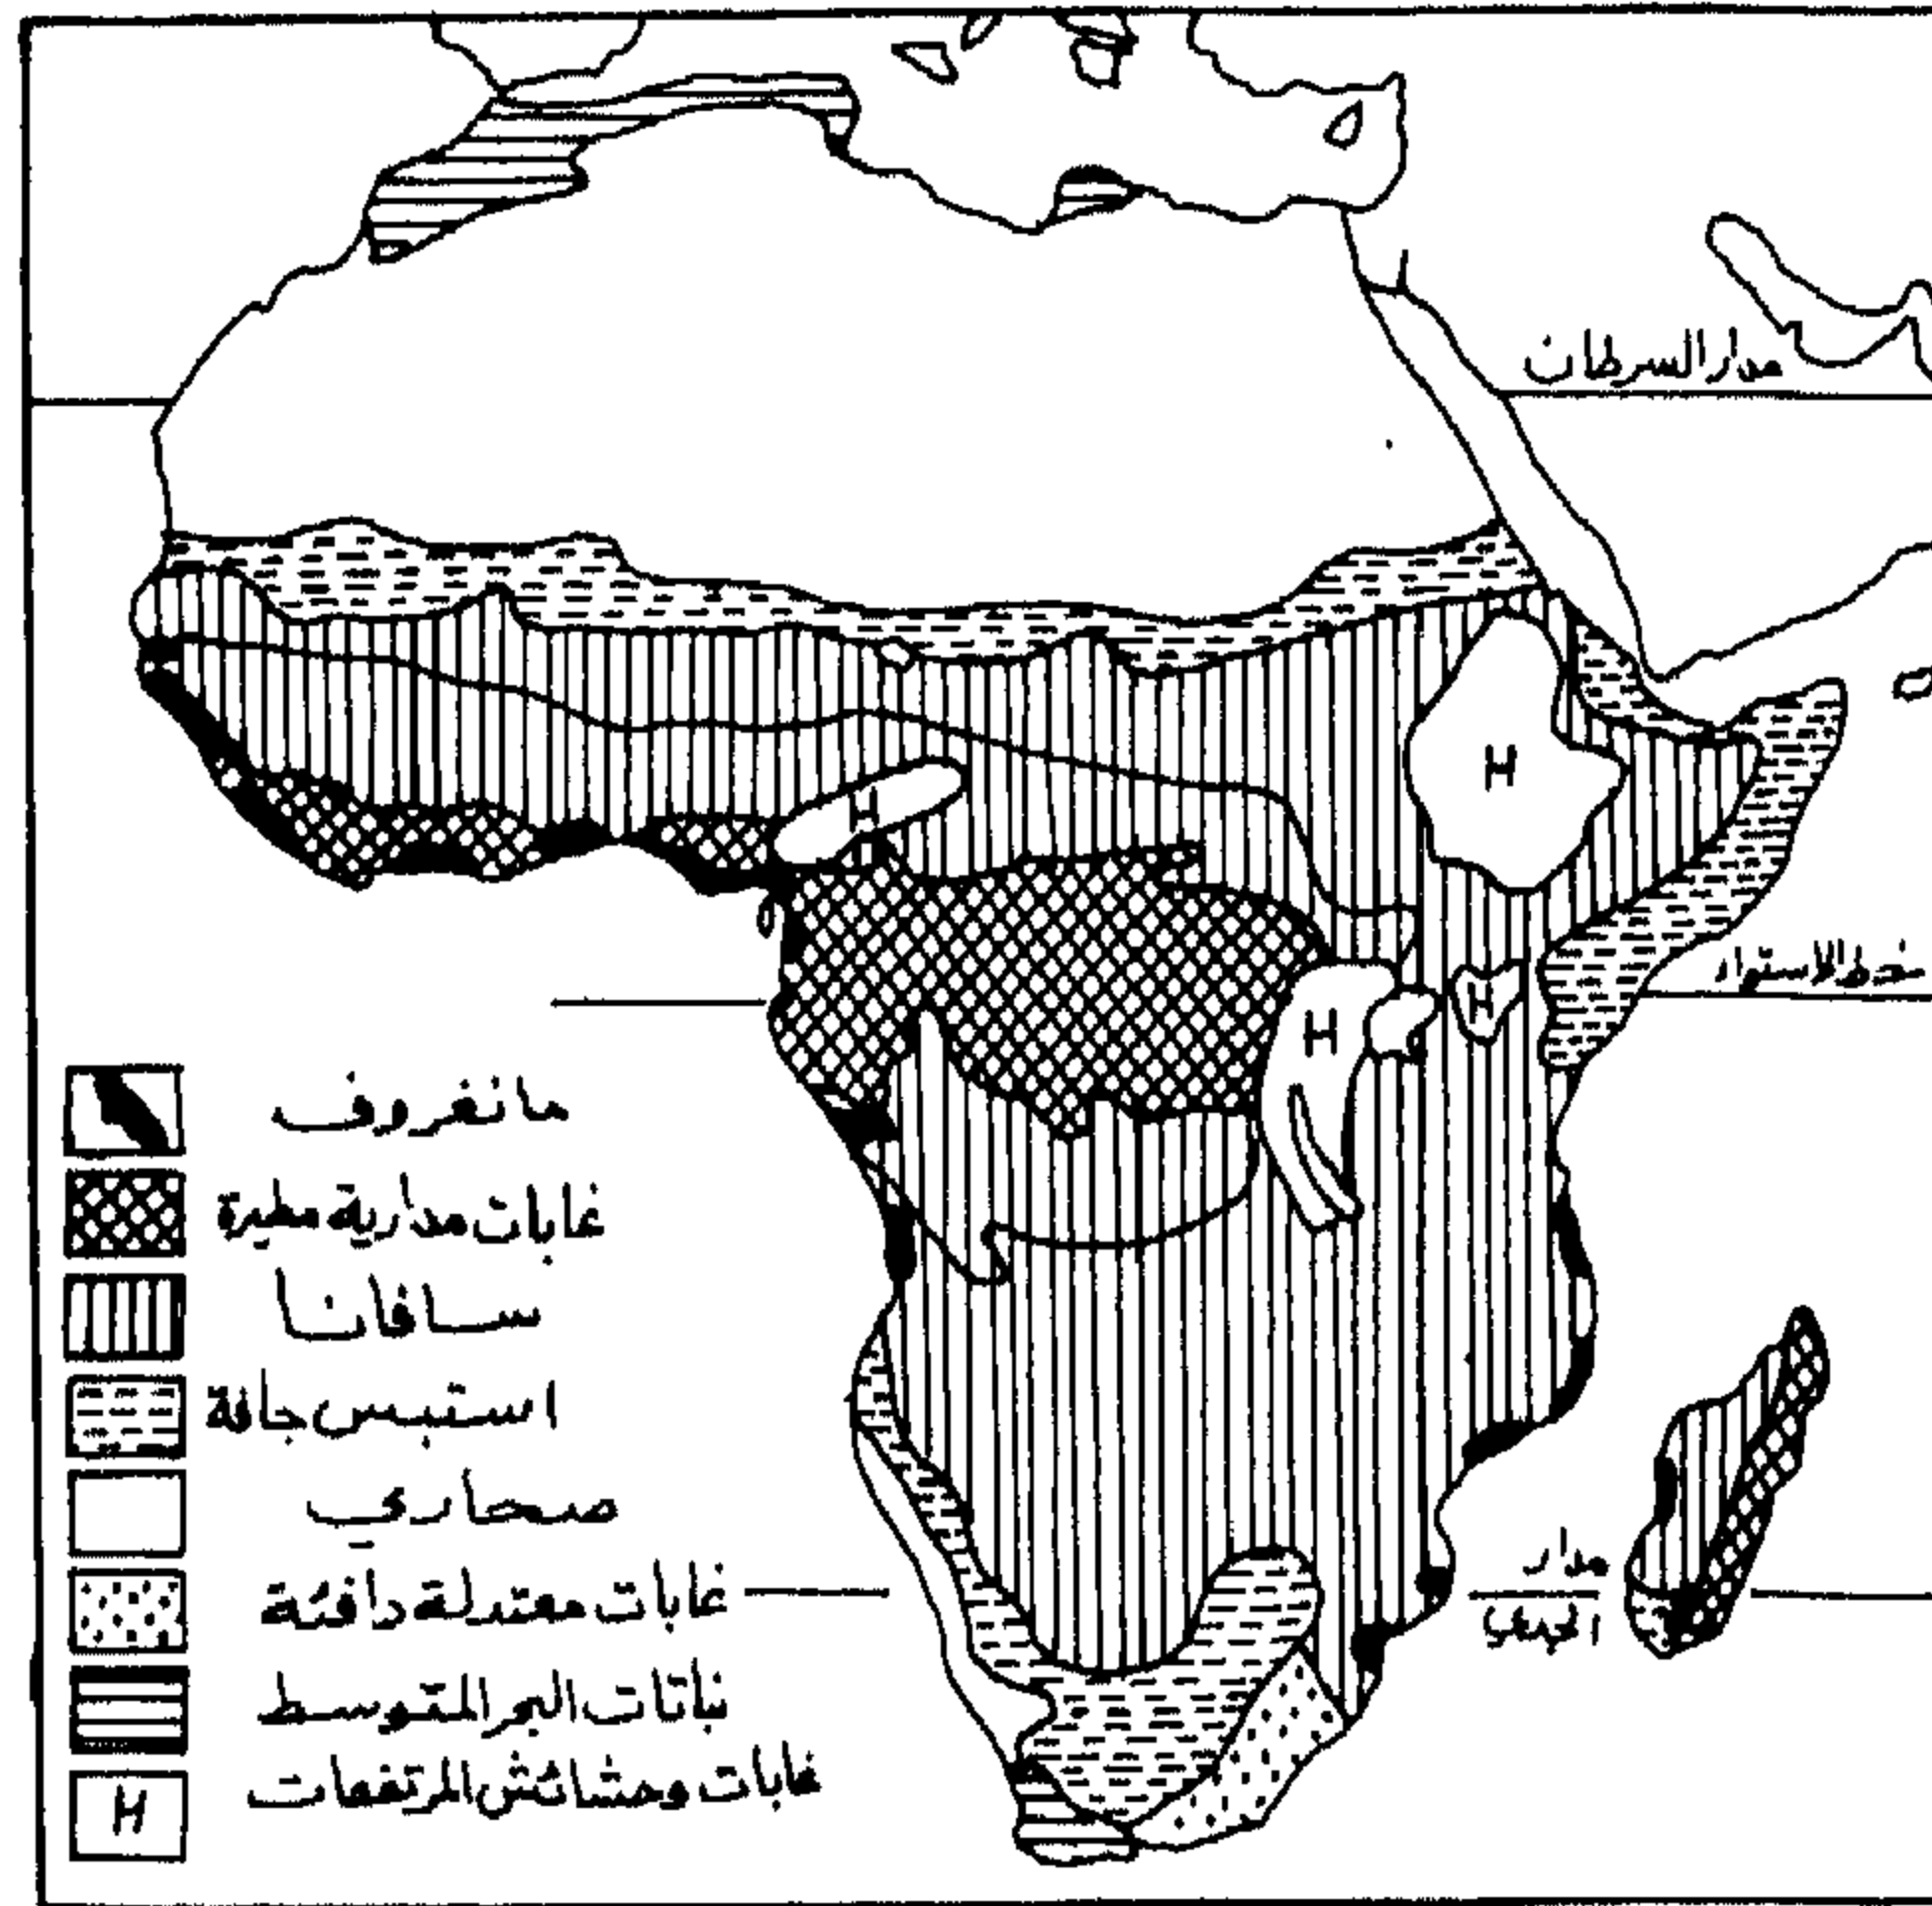 مدار السرطان
خط الاستواء
مانغروف
غابات مدارية مطيرة
سافانا
استبس جافة
صحاري
غابات معتدلة دافئة
نباتات البحر المتوسط
غابات وحشائش المرتفعات
H
H
H
H
H
مدار
الجدي